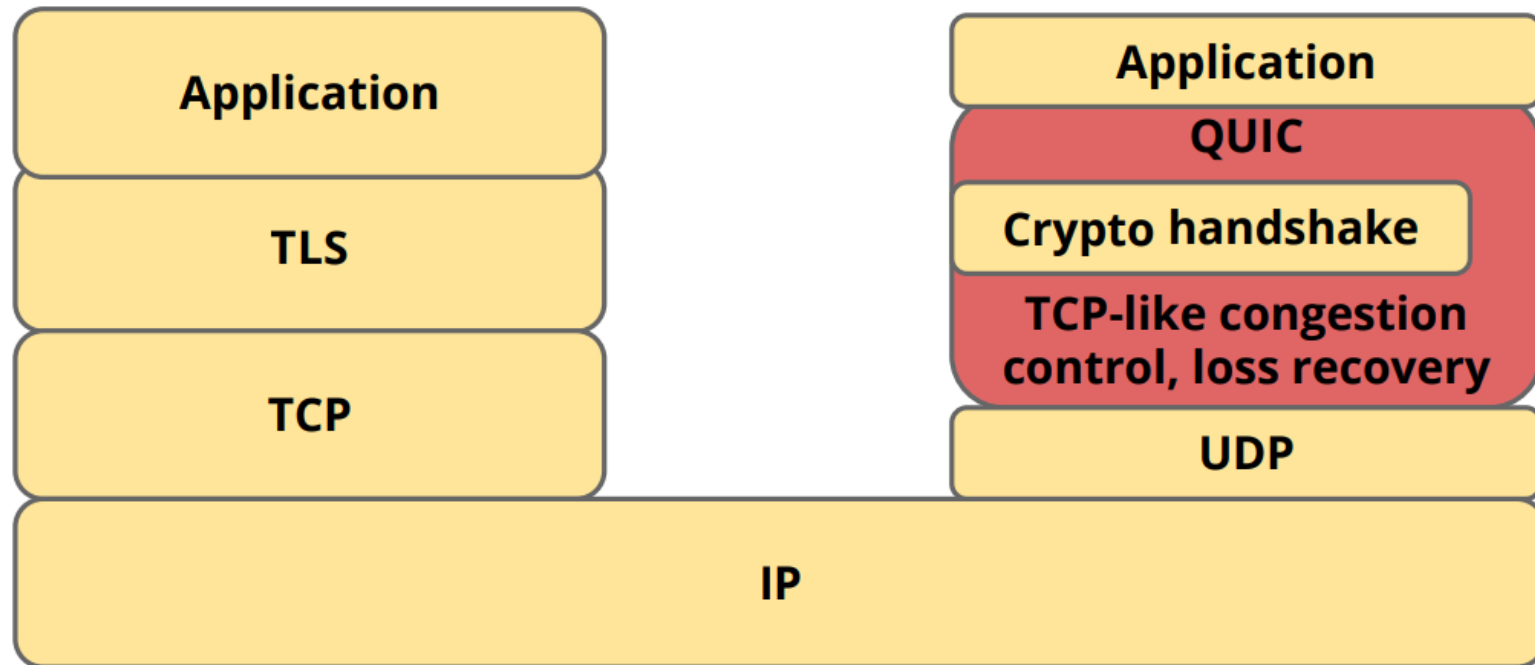 Application
TLS
TCP
Application
QUIC
Crypto handshake
TCP-like congestion
control, loss recovery
UDP
IP